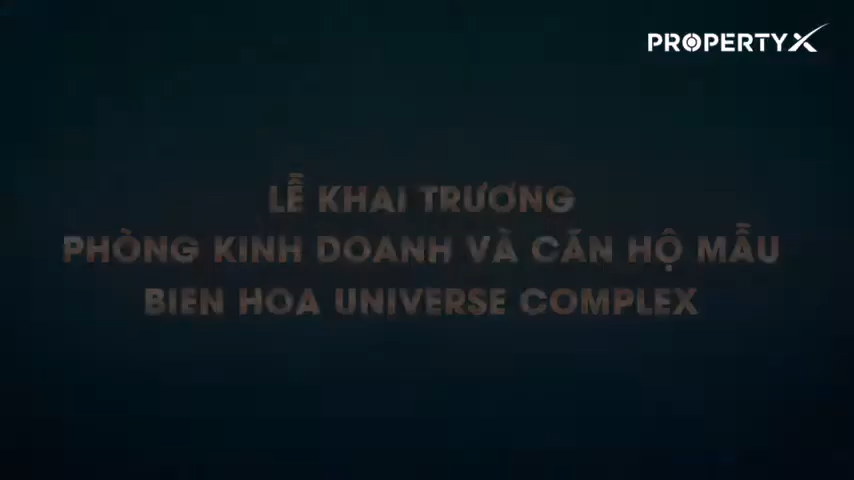 PROPERTYX
LỄ KHAI TRƯƠNG
PHÒNG KINH DOANH VÀ CĂN HỘ MẪU
BIEN HOA UNIVERSE COMPLEX